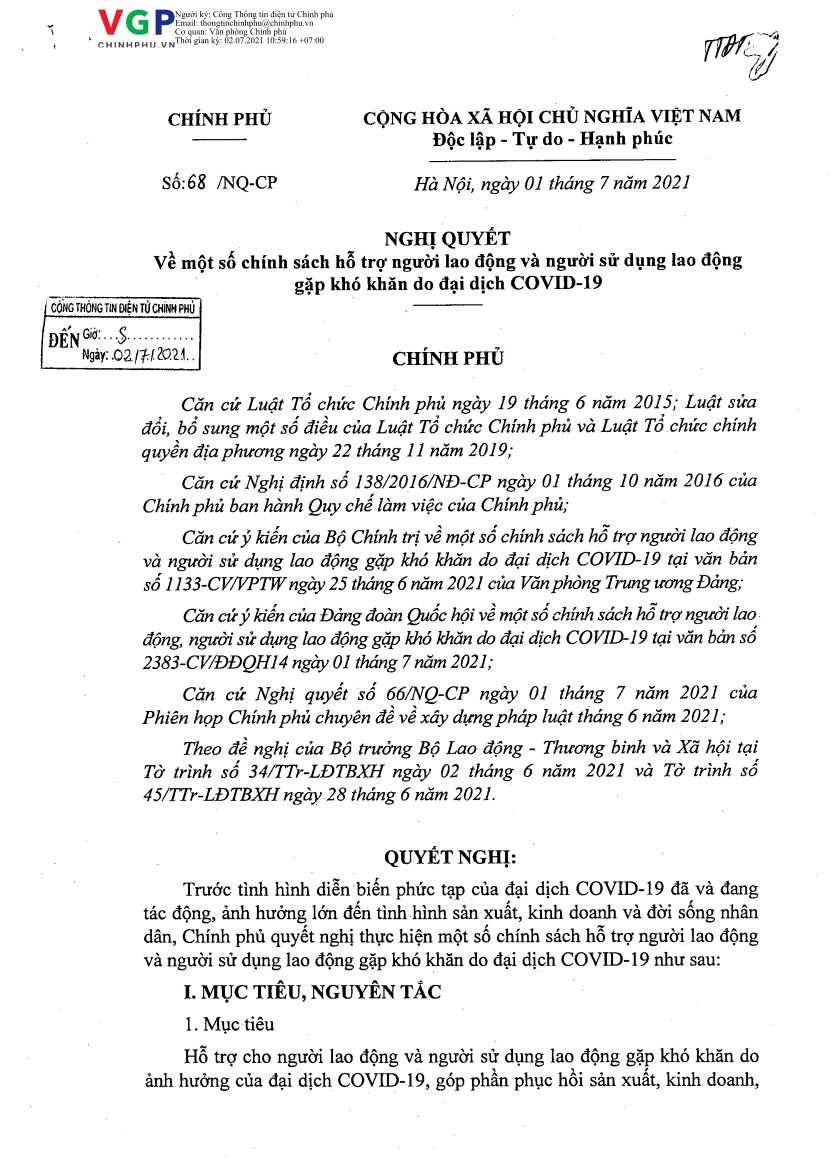 VGP
CHINHPHU.VN
Người ký: Cổng Thông tin điện tử Chính phủ
Email: thongtinchinhphu@chinhphu.vn
Cơ quan: Văn phòng Chính phủ
Thời gian ký: 02.07.2021 10:59:16 +07:00
CHÍNH PHỦ
CỘNG HÒA XÃ HỘI CHỦ NGHĨA VIỆT NAM
Độc lập - Tự do - Hạnh phúc
Số: 68 /NQ-CP
Hà Nội, ngày 01 tháng 7 năm 2021
NGHỊ QUYẾT
Về một số chính sách hỗ trợ người lao động và người sử dụng lao động
gặp khó khăn do đại dịch COVID-19
CỔNG THÔNG TIN ĐIỆN TỬ CHÍNH PHỦ
ĐẾN Giờ: ...S............
Ngày: .02/7/2021..
CHÍNH PHỦ
Căn cứ Luật Tổ chức Chính phủ ngày 19 tháng 6 năm 2015; Luật sửa
đổi, bổ sung một số điều của Luật Tổ chức Chính phủ và Luật Tổ chức chính
quyền địa phương ngày 22 tháng 11 năm 2019;
Căn cứ Nghị định số 138/2016/NĐ-CP ngày 01 tháng 10 năm 2016 của
Chính phủ ban hành Quy chế làm việc của Chính phủ;
Căn cứ ý kiến của Bộ Chính trị về một số chính sách hỗ trợ người lao động
và người sử dụng lao động gặp khó khăn do đại dịch COVID-19 tại văn bản
số 1133-CV/VPTW ngày 25 tháng 6 năm 2021 của Văn phòng Trung ương Đảng;
Căn cứ ý kiến của Đảng đoàn Quốc hội về một số chính sách hỗ trợ người lao
động, người sử dụng lao động gặp khó khăn do đại dịch COVID-19 tại văn bản số
2383-CV/ĐĐQH14 ngày 01 tháng 7 năm 2021;
Căn cứ Nghị quyết số 66/NQ-CP ngày 01 tháng 7 năm 2021 của
Phiên họp Chính phủ chuyên đề về xây dựng pháp luật tháng 6 năm 2021;
Theo đề nghị của Bộ trưởng Bộ Lao động - Thương binh và Xã hội tại
Tờ trình số 34/TTr-LĐTBXH ngày 02 tháng 6 năm 2021 và Tờ trình số
45/TTr-LĐTBXH ngày 28 tháng 6 năm 2021.
QUYẾT NGHỊ:
Trước tình hình diễn biến phức tạp của đại dịch COVID-19 đã và đang
tác động, ảnh hưởng lớn đến tình hình sản xuất, kinh doanh và đời sống nhân
dân, Chính phủ quyết nghị thực hiện một số chính sách hỗ trợ người lao động
và người sử dụng lao động gặp khó khăn do đại dịch COVID-19 như sau:
I. MỤC TIÊU, NGUYÊN TẮC
1. Mục tiêu
Hỗ trợ cho người lao động và người sử dụng lao động gặp khó khăn do
ảnh hưởng của đại dịch COVID-19, góp phần phục hồi sản xuất, kinh doanh,